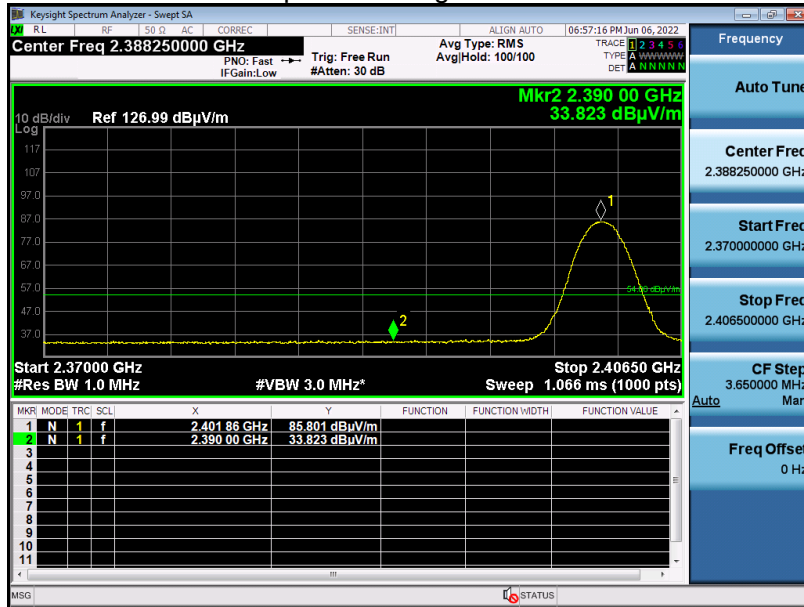 Keysight Spectrum Analyzer - Swept SA
LXI RL RF 50 Ω AC CORREC SENSE:INT ALIGN AUTO 06:57:16 PM Jun 06, 2022
Center Freq 2.388250000 GHz
PNO: Fast
IFGain:Low
Trig: Free Run
#Atten: 30 dB
Avg Type: RMS
Avg|Hold: 100/100
TRACE 1 2 3 4 5 6
TYPE A WWWWW
DET A N N N N N
Mkr2 2.390 00 GHz
33.823 dBµV/m
10 dB/div Ref 126.99 dBµV/m
Log
117
107
97.0
87.0
77.0
67.0
57.0
47.0
37.0
1
2
Start 2.37000 GHz Stop 2.40650 GHz
#Res BW 1.0 MHz #VBW 3.0 MHz* Sweep 1.066 ms (1000 pts)
MKR MODE TRC SCL X Y FUNCTION FUNCTION WIDTH FUNCTION VALUE
1 N 1 f 2.401 86 GHz 85.801 dBµV/m
2 N 1 f 2.390 00 GHz 33.823 dBµV/m
3
4
5
6
7
8
9
10
11
MSG STATUS
Frequency
Auto Tune
Center Freq
2.388250000 GHz
Start Freq
2.370000000 GHz
Stop Freq
2.406500000 GHz
CF Step
3.650000 MHz
Auto Man
Freq Offset
0 Hz